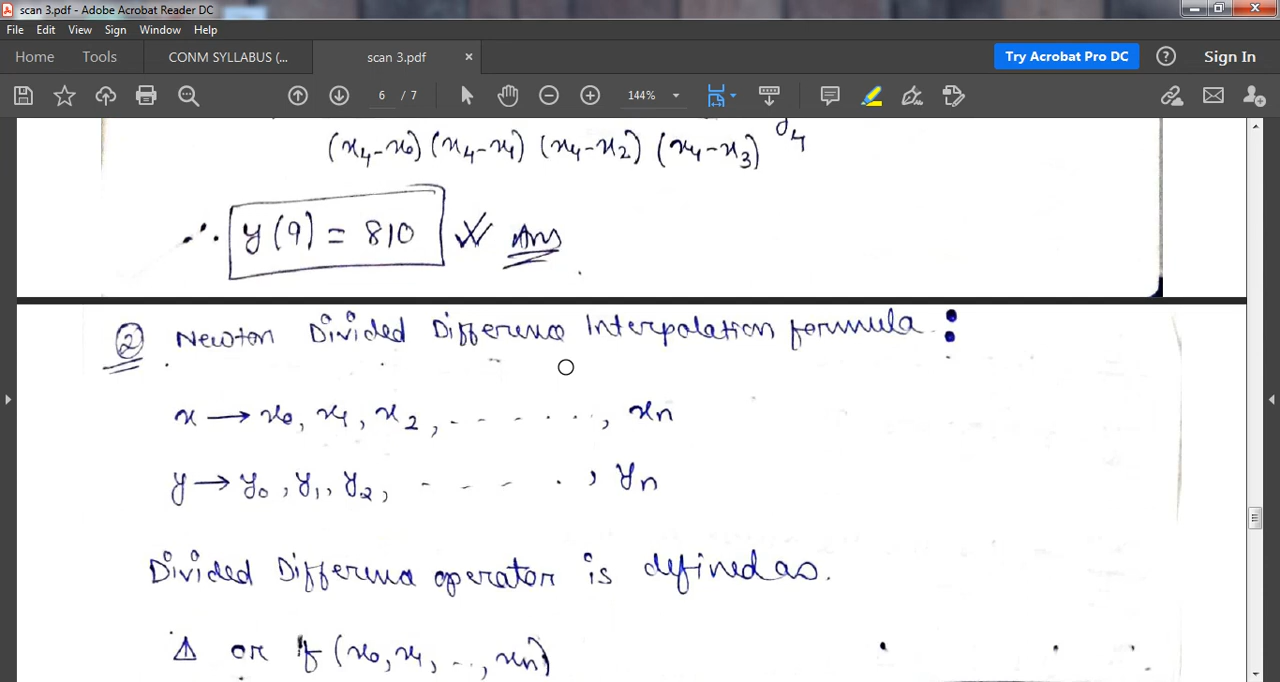 scan 3.pdf - Adobe Acrobat Reader DC
File Edit View Sign Window Help
Home Tools CONM SYLLABUS (... scan 3.pdf × Try Acrobat Pro DC ? Sign In
6 / 7 144%
y4
(x4-x0) (x4-x1) (x4-x2) (x4-x3)
∴ y(9) = 810 Ans
② Newton Divided Difference Interpolation formula :
x → x0, x1, x2, - - - - - - , xn
y → y0, y1, y2, - - - - , yn
Divided Difference operator is defined as.
⧋ or f (x0, x1, .., xn)